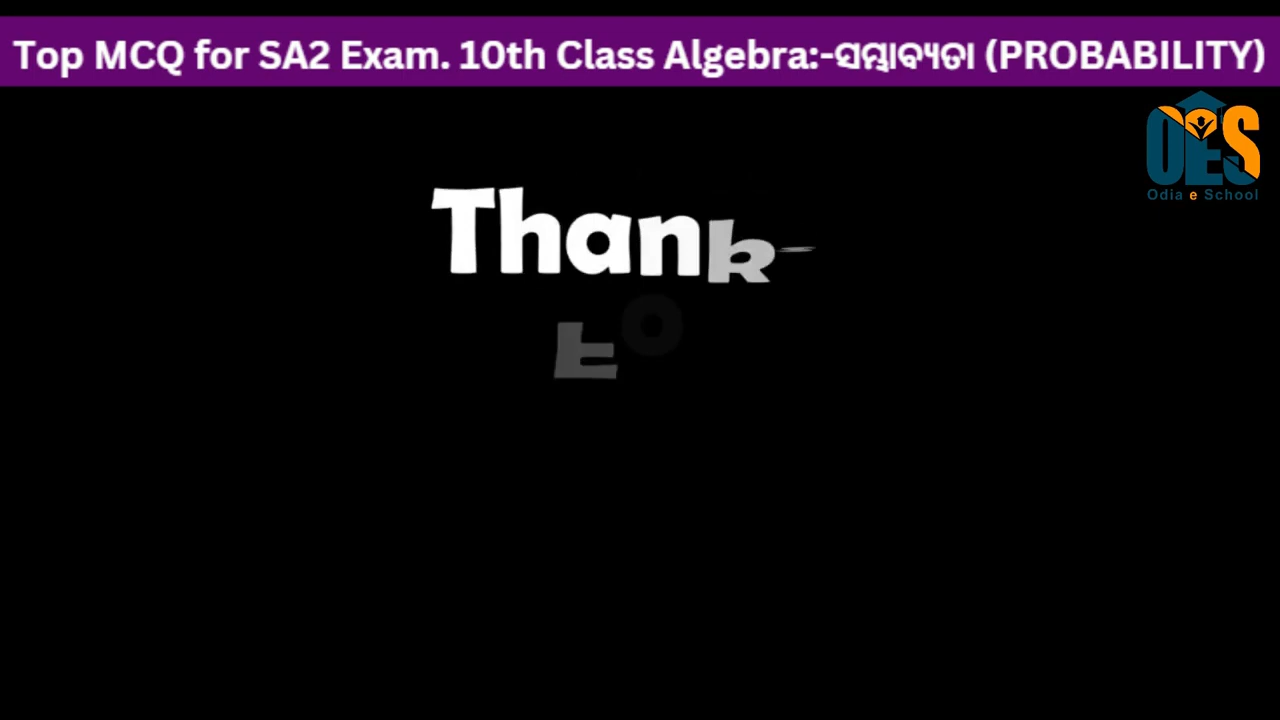 Top MCQ for SA2 Exam. 10th Class Algebra:-ସମ୍ଭାବ୍ୟତା (PROBABILITY)
OES
Odia e School
Thank